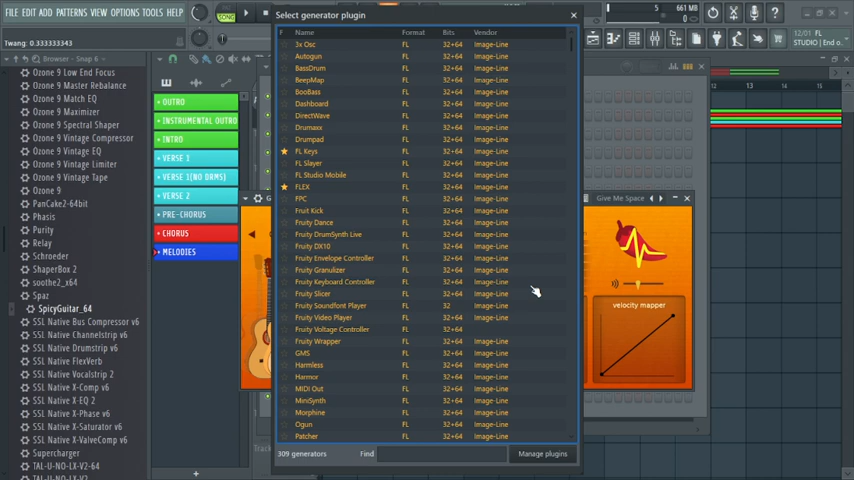 FILE EDIT ADD PATTERNS VIEW OPTIONS TOOLS HELP
SONG
5
661 MB
0
12/01 FL
STUDIO | End o..
Twang: 0.333333343
Browser - Snap 6
Ozone 9 Low End Focus
Ozone 9 Master Rebalance
Ozone 9 Match EQ
Ozone 9 Maximizer
Ozone 9 Spectral Shaper
Ozone 9 Vintage Compressor
Ozone 9 Vintage EQ
Ozone 9 Vintage Limiter
Ozone 9 Vintage Tape
Ozone 9
PanCake2-64bit
Phasis
Purity
Relay
Schroeder
ShaperBox 2
soothe2_x64
Spaz
SpicyGuitar_64
SSL Native Bus Compressor v6
SSL Native Channelstrip v6
SSL Native Drumstrip v6
SSL Native FlexVerb
SSL Native Vocalstrip 2
SSL Native X-Comp v6
SSL Native X-EQ 2
SSL Native X-Phase v6
SSL Native X-Saturator v6
SSL Native X-ValveComp v6
Supercharger
TAL-U-NO-LX-V2-64
OUTRO
INSTRUMENTAL OUTRO
INTRO
VERSE 1
VERSE 1(NO DRMS)
VERSE 2
PRE-CHORUS
CHORUS
MELODIES
Select generator plugin
F Name Format Bits Vendor
3x Osc FL 32+64 Image-Line
Autogun FL 32+64 Image-Line
BassDrum FL 32+64 Image-Line
BeepMap FL 32+64 Image-Line
BooBass FL 32+64 Image-Line
Dashboard FL 32+64 Image-Line
DirectWave FL 32+64 Image-Line
Drumaxx FL 32+64 Image-Line
Drumpad FL 32+64 Image-Line
FL Keys FL 32+64 Image-Line
FL Slayer FL 32+64 Image-Line
FL Studio Mobile FL 32+64 Image-Line
FLEX FL 32+64 Image-Line
FPC FL 32+64 Image-Line
Fruit Kick FL 32+64 Image-Line
Fruity Dance FL 32+64 Image-Line
Fruity DrumSynth Live FL 32+64 Image-Line
Fruity DX10 FL 32+64 Image-Line
Fruity Envelope Controller FL 32+64 Image-Line
Fruity Granulizer FL 32+64 Image-Line
Fruity Keyboard Controller FL 32+64 Image-Line
Fruity Slicer FL 32+64 Image-Line
Fruity Soundfont Player FL 32 Image-Line
Fruity Video Player FL 32+64 Image-Line
Fruity Voltage Controller FL 32+64
Fruity Wrapper FL 32+64 Image-Line
GMS FL 32+64 Image-Line
Harmless FL 32+64 Image-Line
Harmor FL 32+64 Image-Line
MIDI Out FL 32+64 Image-Line
MiniSynth FL 32+64 Image-Line
Morphine FL 32+64 Image-Line
Ogun FL 32+64 Image-Line
Patcher FL 32+64 Image-Line
309 generators Find Manage plugins
Give Me Space
velocity mapper
12 13 14 15